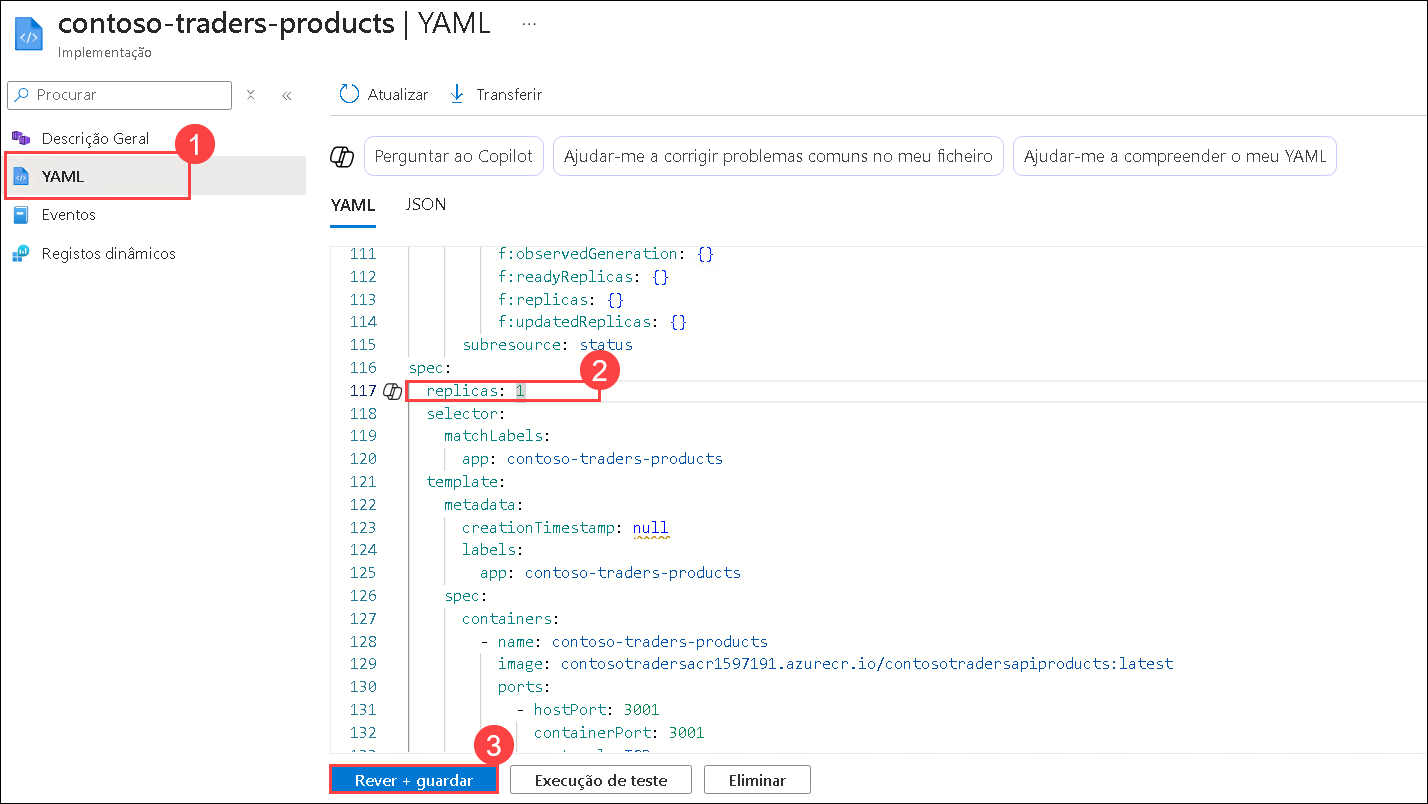 contoso-traders-products | YAML ...
Implementação
Procurar
Atualizar Transferir
Descrição Geral
1
YAML
Eventos
Registos dinâmicos
Perguntar ao Copilot Ajudar-me a corrigir problemas comuns no meu ficheiro Ajudar-me a compreender o meu YAML
YAML JSON
111 f:observedGeneration: {}
112 f:readyReplicas: {}
113 f:replicas: {}
114 f:updatedReplicas: {}
115 subresource: status
116 spec:
2
117 replicas: 1
118 selector:
119 matchLabels:
120 app: contoso-traders-products
121 template:
122 metadata:
123 creationTimestamp: null
124 labels:
125 app: contoso-traders-products
126 spec:
127 containers:
128 - name: contoso-traders-products
129 image: contosotradersacr1597191.azurecr.io/contosotradersapiproducts:latest
130 ports:
131 - hostPort: 3001
132 containerPort: 3001
3
Rever + guardar Execução de teste Eliminar